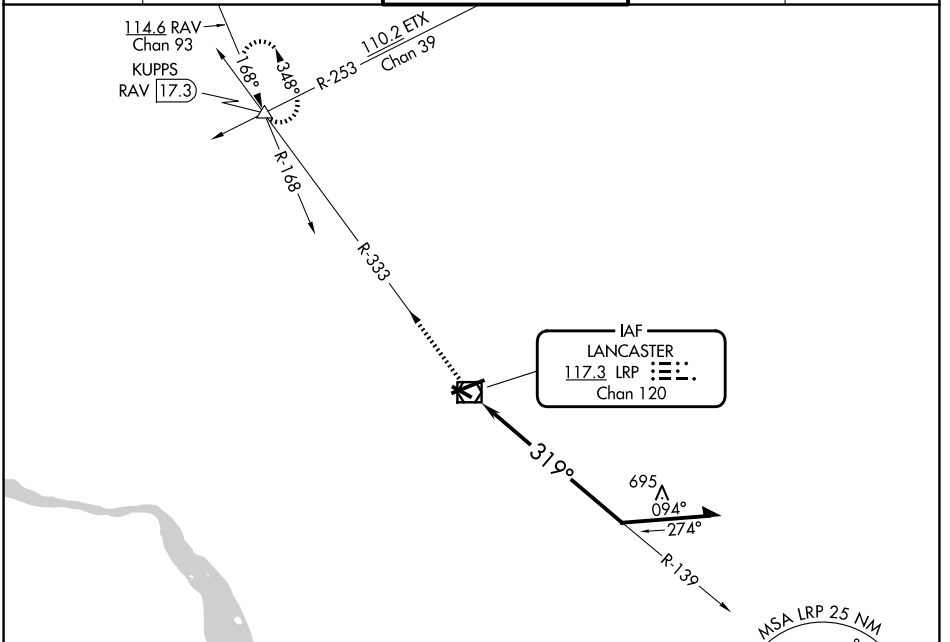 114.6 RAV
Chan 93
110.2 ETX
Chan 39
R-253
KUPPS
RAV 17.3
168°
348°
R-168
R-333
IAF
LANCASTER
117.3 LRP
Chan 120
319°
695
094°
274°
R-139
MSA LRP 25 NM